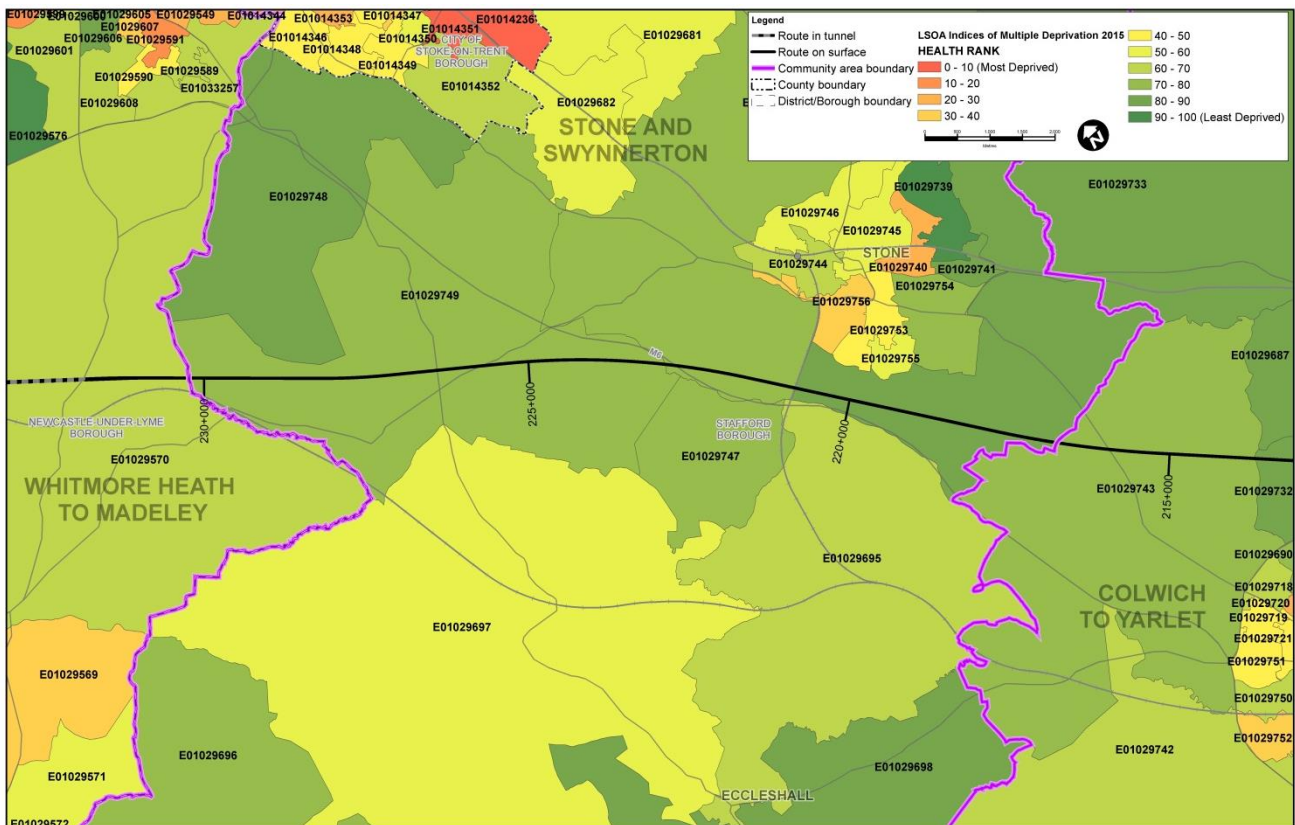 Legend
Route in tunnel
Route on surface
Community area boundary
County boundary
District/Borough boundary
LSOA Indices of Multiple Deprivation 2015
HEALTH RANK
0 - 10 (Most Deprived)
10 - 20
20 - 30
30 - 40
40 - 50
50 - 60
60 - 70
70 - 80
80 - 90
90 - 100 (Least Deprived)
Metres
E01029605
E01029549
E01014344
E01014353
E01014347
E01014236
E01029607
E01014351
E01029601
E01029606
E01029591
E01014346
E01014350
CITY OF
STOKE-ON-TRENT
BOROUGH
E01029681
E01014348
E01014349
E01029590
E01029589
E01033257
E01014352
E01029608
E01029682
E01029576
STONE AND
SWYNNERTON
E01029748
E01029739
E01029733
E01029746
E01029745
STONE
E01029744
E01029740
E01029741
E01029754
E01029749
E01029756
E01029753
E01029755
E01029687
M6
230+000
225+000
220+000
215+000
NEWCASTLE-UNDER-LYME
BOROUGH
STAFFORD
BOROUGH
E01029570
E01029747
E01029743
WHITMORE HEATH
TO MADELEY
E01029732
E01029695
E01029690
E01029718
COLWICH
TO YARLET
E01029720
E01029719
E01029697
E01029721
E01029751
E01029569
E01029750
E01029752
E01029696
E01029742
E01029698
E01029571
ECCLESHALL
E01029572